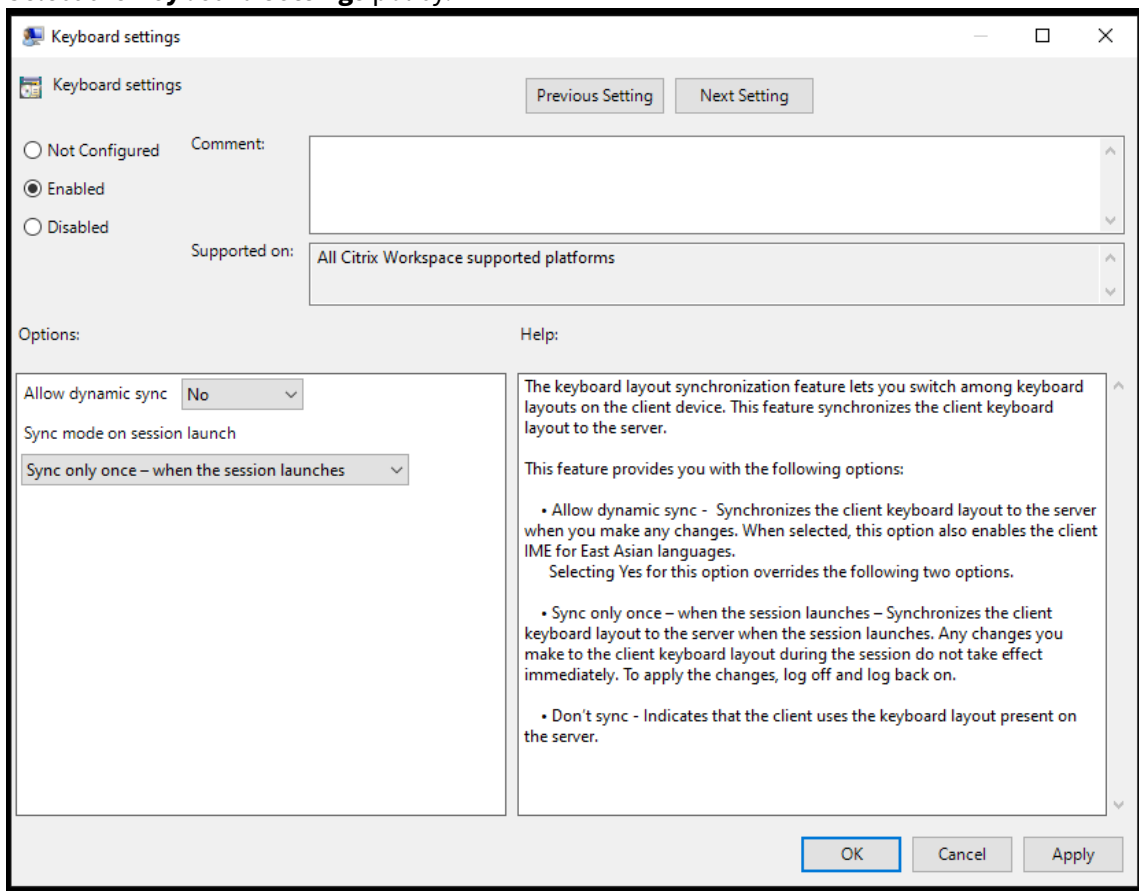 Keyboard settings
Keyboard settings
Previous Setting
Next Setting
Not Configured
Comment:
Enabled
Disabled
Supported on:
All Citrix Workspace supported platforms
Options:
Help:
Allow dynamic sync No
Sync mode on session launch
Sync only once – when the session launches
The keyboard layout synchronization feature lets you switch among keyboard
layouts on the client device. This feature synchronizes the client keyboard
layout to the server.
This feature provides you with the following options:
• Allow dynamic sync - Synchronizes the client keyboard layout to the server
when you make any changes. When selected, this option also enables the client
IME for East Asian languages.
Selecting Yes for this option overrides the following two options.
• Sync only once – when the session launches – Synchronizes the client
keyboard layout to the server when the session launches. Any changes you
make to the client keyboard layout during the session do not take effect
immediately. To apply the changes, log off and log back on.
• Don't sync - Indicates that the client uses the keyboard layout present on
the server.
OK
Cancel
Apply